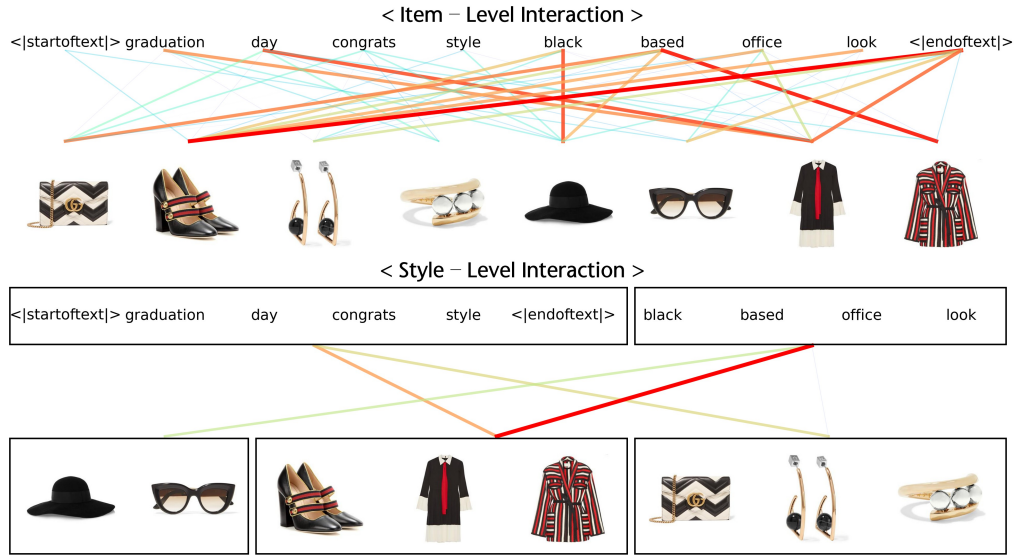 < Item – Level Interaction >
<|startoftext|> graduation day congrats style black based office look <|endoftext|>
< Style – Level Interaction >
<|startoftext|> graduation day congrats style <|endoftext|> black based office look